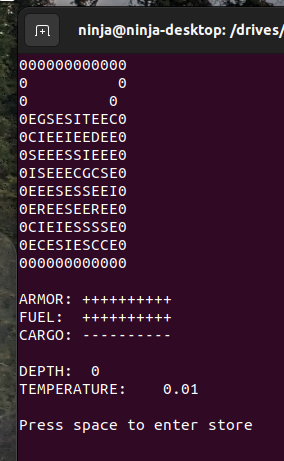 ninja@ninja-desktop: /drives/
000000000000
0          0
0         0
0EGSESITEEC0
0CIEEIEEDEE0
0SEEESSIEEE0
0ISEEECGCSE0
0EEESESSEEI0
0EREESEEREE0
0CIEIESSSSE0
0ECESIESCCE0
000000000000
ARMOR: ++++++++++
FUEL:  ++++++++++
CARGO: ----------
DEPTH:  0
TEMPERATURE:    0.01
Press space to enter store